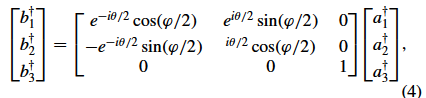 [b₁† b₂† b₃†] = [e^{-iθ/2} cos(φ/2) e^{iθ/2} sin(φ/2) 0
-e^{-iθ/2} sin(φ/2) ^{iθ/2} cos(φ/2) 0
0 0 1] [a₁† a₂† a₃†],
(4)